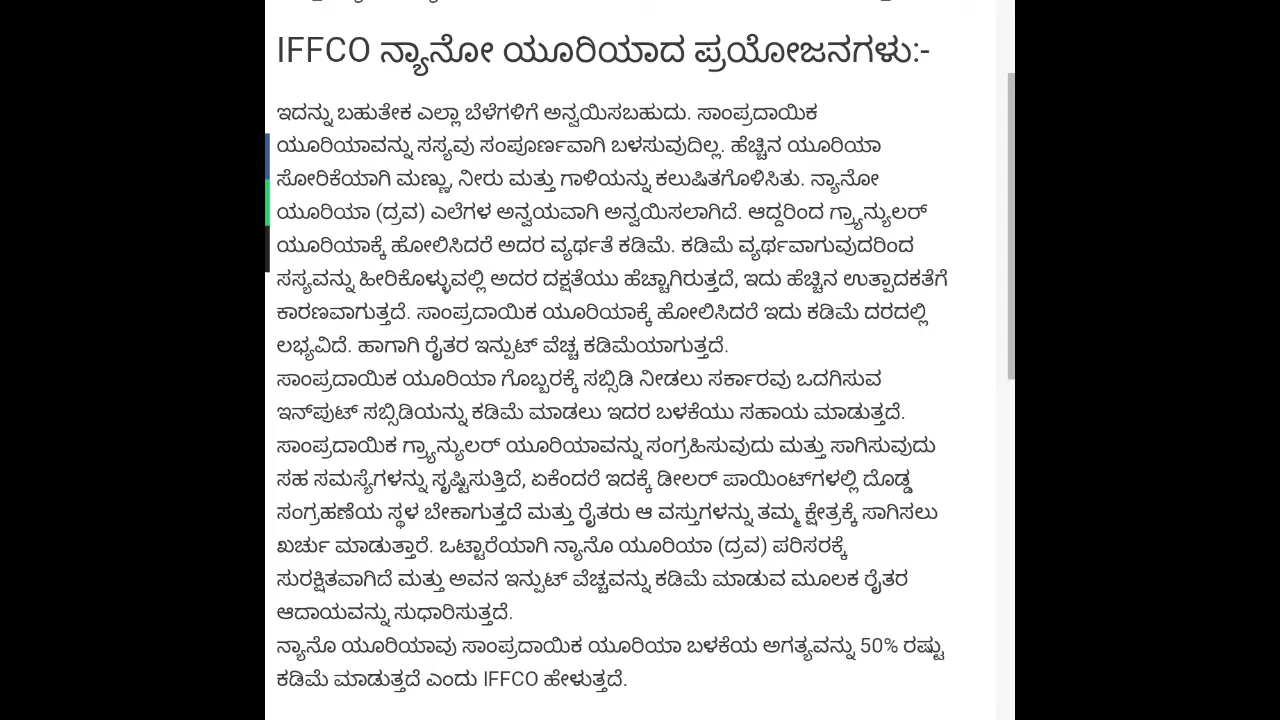 IFFCO ನ್ಯಾನೋ ಯೂರಿಯಾದ ಪ್ರಯೋಜನಗಳು:-
ಇದನ್ನು ಬಹುತೇಕ ಎಲ್ಲಾ ಬೆಳೆಗಳಿಗೆ ಅನ್ವಯಿಸಬಹುದು. ಸಾಂಪ್ರದಾಯಿಕ
ಯೂರಿಯಾವನ್ನು ಸಸ್ಯವು ಸಂಪೂರ್ಣವಾಗಿ ಬಳಸುವುದಿಲ್ಲ. ಹೆಚ್ಚಿನ ಯೂರಿಯಾ
ಸೋರಿಕೆಯಾಗಿ ಮಣ್ಣು, ನೀರು ಮತ್ತು ಗಾಳಿಯನ್ನು ಕಲುಷಿತಗೊಳಿಸಿತು. ನ್ಯಾನೋ
ಯೂರಿಯಾ (ದ್ರವ) ಎಲೆಗಳ ಅನ್ವಯವಾಗಿ ಅನ್ವಯಿಸಲಾಗಿದೆ. ಆದ್ದರಿಂದ ಗ್ರ್ಯಾನ್ಯುಲರ್
ಯೂರಿಯಾಕ್ಕೆ ಹೋಲಿಸಿದರೆ ಅದರ ವ್ಯರ್ಥತೆ ಕಡಿಮೆ. ಕಡಿಮೆ ವ್ಯರ್ಥವಾಗುವುದರಿಂದ
ಸಸ್ಯವನ್ನು ಹೀರಿಕೊಳ್ಳುವಲ್ಲಿ ಅದರ ದಕ್ಷತೆಯು ಹೆಚ್ಚಾಗಿರುತ್ತದೆ, ಇದು ಹೆಚ್ಚಿನ ಉತ್ಪಾದಕತೆಗೆ
ಕಾರಣವಾಗುತ್ತದೆ. ಸಾಂಪ್ರದಾಯಿಕ ಯೂರಿಯಾಕ್ಕೆ ಹೋಲಿಸಿದರೆ ಇದು ಕಡಿಮೆ ದರದಲ್ಲಿ
ಲಭ್ಯವಿದೆ. ಹಾಗಾಗಿ ರೈತರ ಇನ್ಪುಟ್ ವೆಚ್ಚ ಕಡಿಮೆಯಾಗುತ್ತದೆ.
ಸಾಂಪ್ರದಾಯಿಕ ಯೂರಿಯಾ ಗೊಬ್ಬರಕ್ಕೆ ಸಬ್ಸಿಡಿ ನೀಡಲು ಸರ್ಕಾರವು ಒದಗಿಸುವ
ಇನ್‌ಪುಟ್ ಸಬ್ಸಿಡಿಯನ್ನು ಕಡಿಮೆ ಮಾಡಲು ಇದರ ಬಳಕೆಯು ಸಹಾಯ ಮಾಡುತ್ತದೆ.
ಸಾಂಪ್ರದಾಯಿಕ ಗ್ರ್ಯಾನ್ಯುಲರ್ ಯೂರಿಯಾವನ್ನು ಸಂಗ್ರಹಿಸುವುದು ಮತ್ತು ಸಾಗಿಸುವುದು
ಸಹ ಸಮಸ್ಯೆಗಳನ್ನು ಸೃಷ್ಟಿಸುತ್ತಿದೆ, ಏಕೆಂದರೆ ಇದಕ್ಕೆ ಡೀಲರ್ ಪಾಯಿಂಟ್‌ಗಳಲ್ಲಿ ದೊಡ್ಡ
ಸಂಗ್ರಹಣೆಯ ಸ್ಥಳ ಬೇಕಾಗುತ್ತದೆ ಮತ್ತು ರೈತರು ಆ ವಸ್ತುಗಳನ್ನು ತಮ್ಮ ಕ್ಷೇತ್ರಕ್ಕೆ ಸಾಗಿಸಲು
ಖರ್ಚು ಮಾಡುತ್ತಾರೆ. ಒಟ್ಟಾರೆಯಾಗಿ ನ್ಯಾನೊ ಯೂರಿಯಾ (ದ್ರವ) ಪರಿಸರಕ್ಕೆ
ಸುರಕ್ಷಿತವಾಗಿದೆ ಮತ್ತು ಅವನ ಇನ್ಪುಟ್ ವೆಚ್ಚವನ್ನು ಕಡಿಮೆ ಮಾಡುವ ಮೂಲಕ ರೈತರ
ಆದಾಯವನ್ನು ಸುಧಾರಿಸುತ್ತದೆ.
ನ್ಯಾನೊ ಯೂರಿಯಾವು ಸಾಂಪ್ರದಾಯಿಕ ಯೂರಿಯಾ ಬಳಕೆಯ ಅಗತ್ಯವನ್ನು 50% ರಷ್ಟು
ಕಡಿಮೆ ಮಾಡುತ್ತದೆ ಎಂದು IFFCO ಹೇಳುತ್ತದೆ.